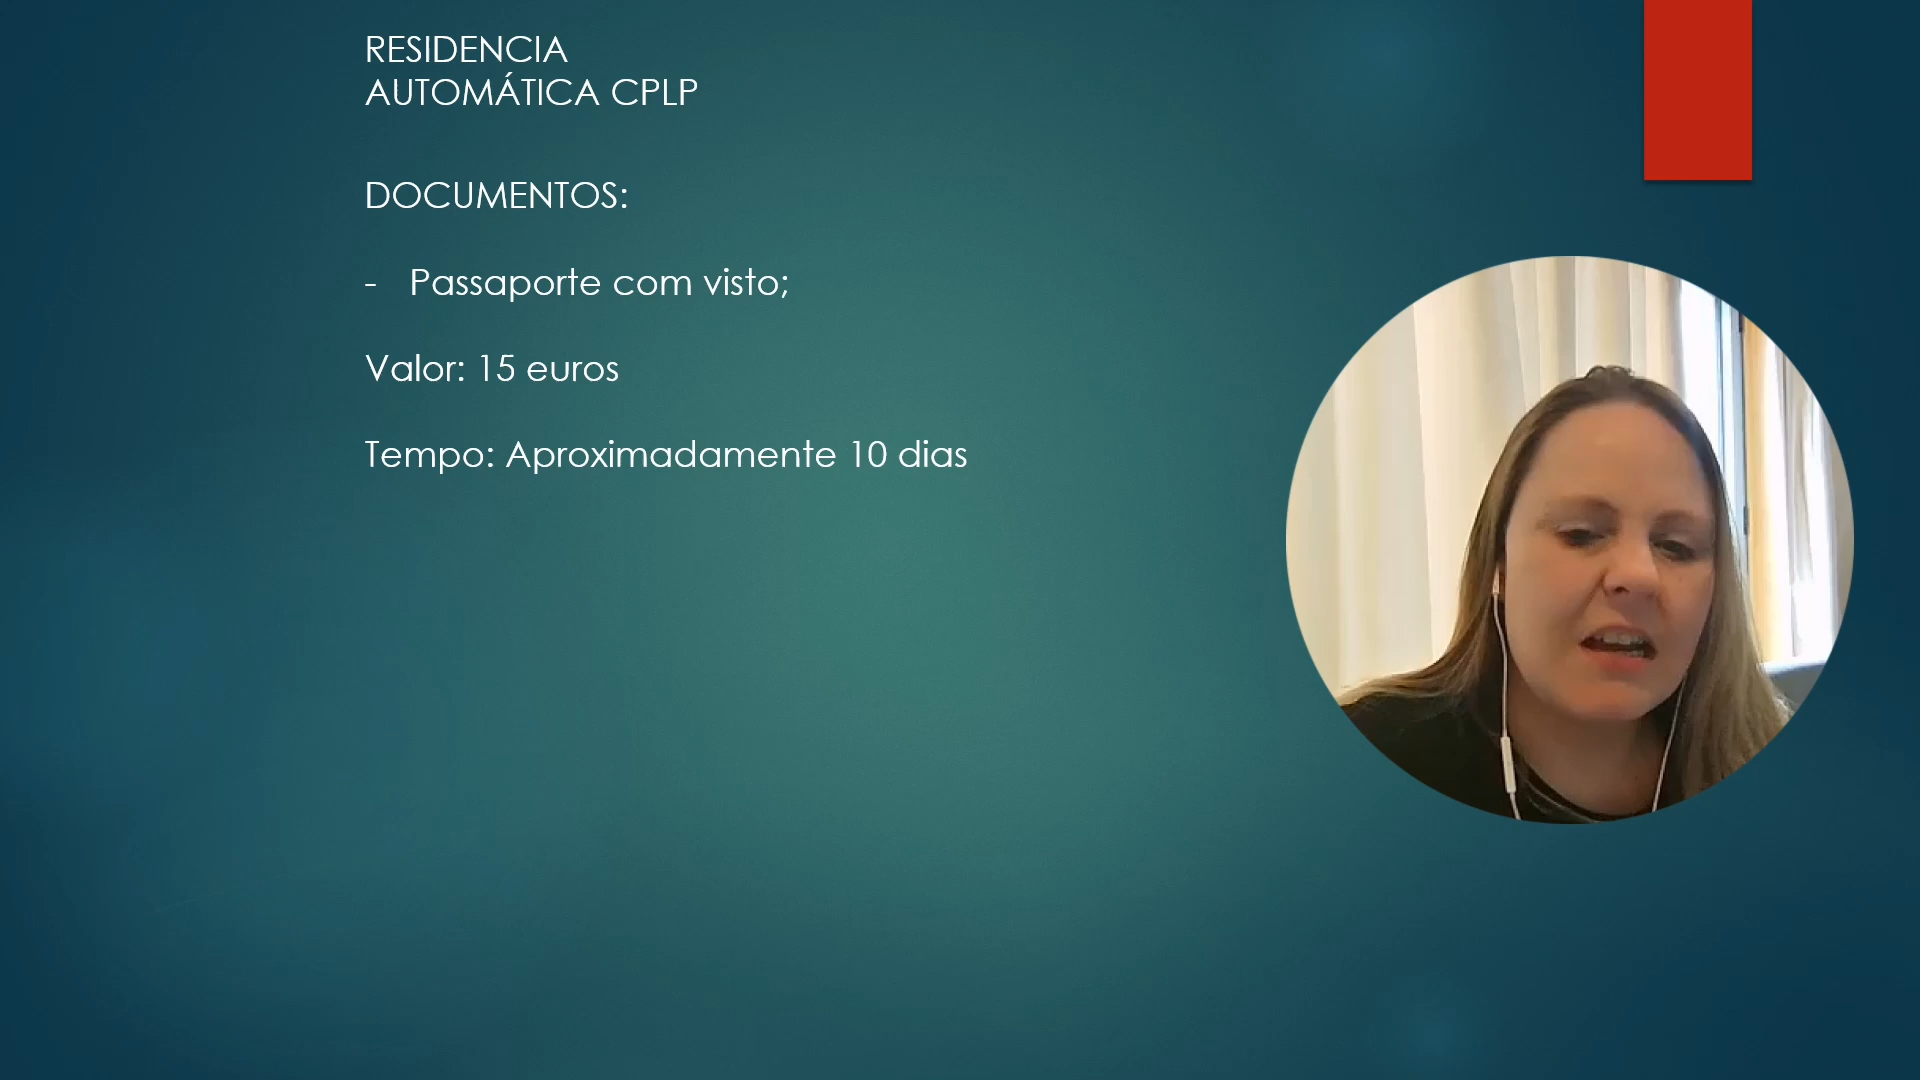 RESIDENCIA
AUTOMÁTICA CPLP
DOCUMENTOS:
- Passaporte com visto;
Valor: 15 euros
Tempo: Aproximadamente 10 dias